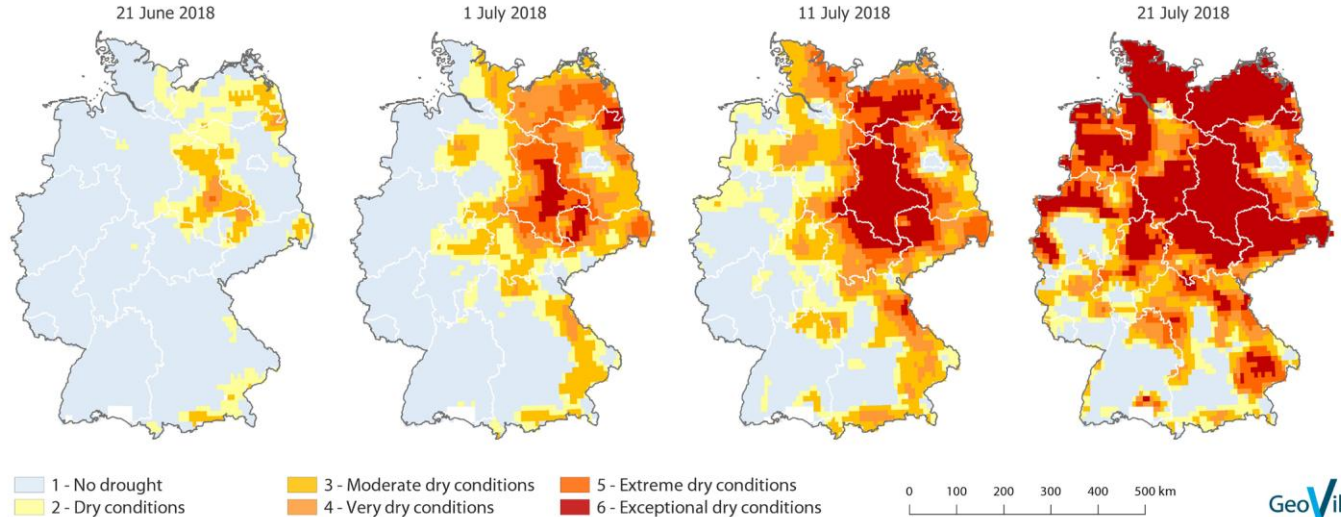 21 June 2018
1 July 2018
11 July 2018
21 July 2018
1 - No drought
3 - Moderate dry conditions
5 - Extreme dry conditions
2 - Dry conditions
4 - Very dry conditions
6 - Exceptional dry conditions
0 100 200 300 400 500 km
GeoVil